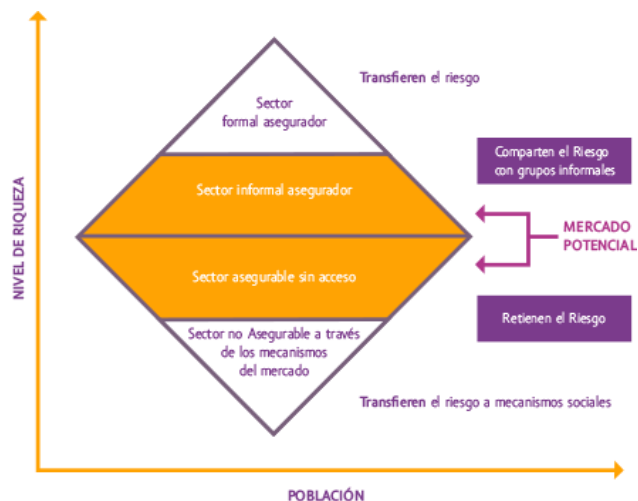 Transfieren el riesgo
Sector
formal asegurador
Comparten el Riesgo
con grupos informales
Sector informal asegurador
MERCADO
POTENCIAL
NIVEL DE RIQUEZA
Sector asegurable sin acceso
Retienen el Riesgo
Sector no Asegurable a través
de los mecanismos
del mercado
Transfieren el riesgo a mecanismos sociales
POBLACIÓN